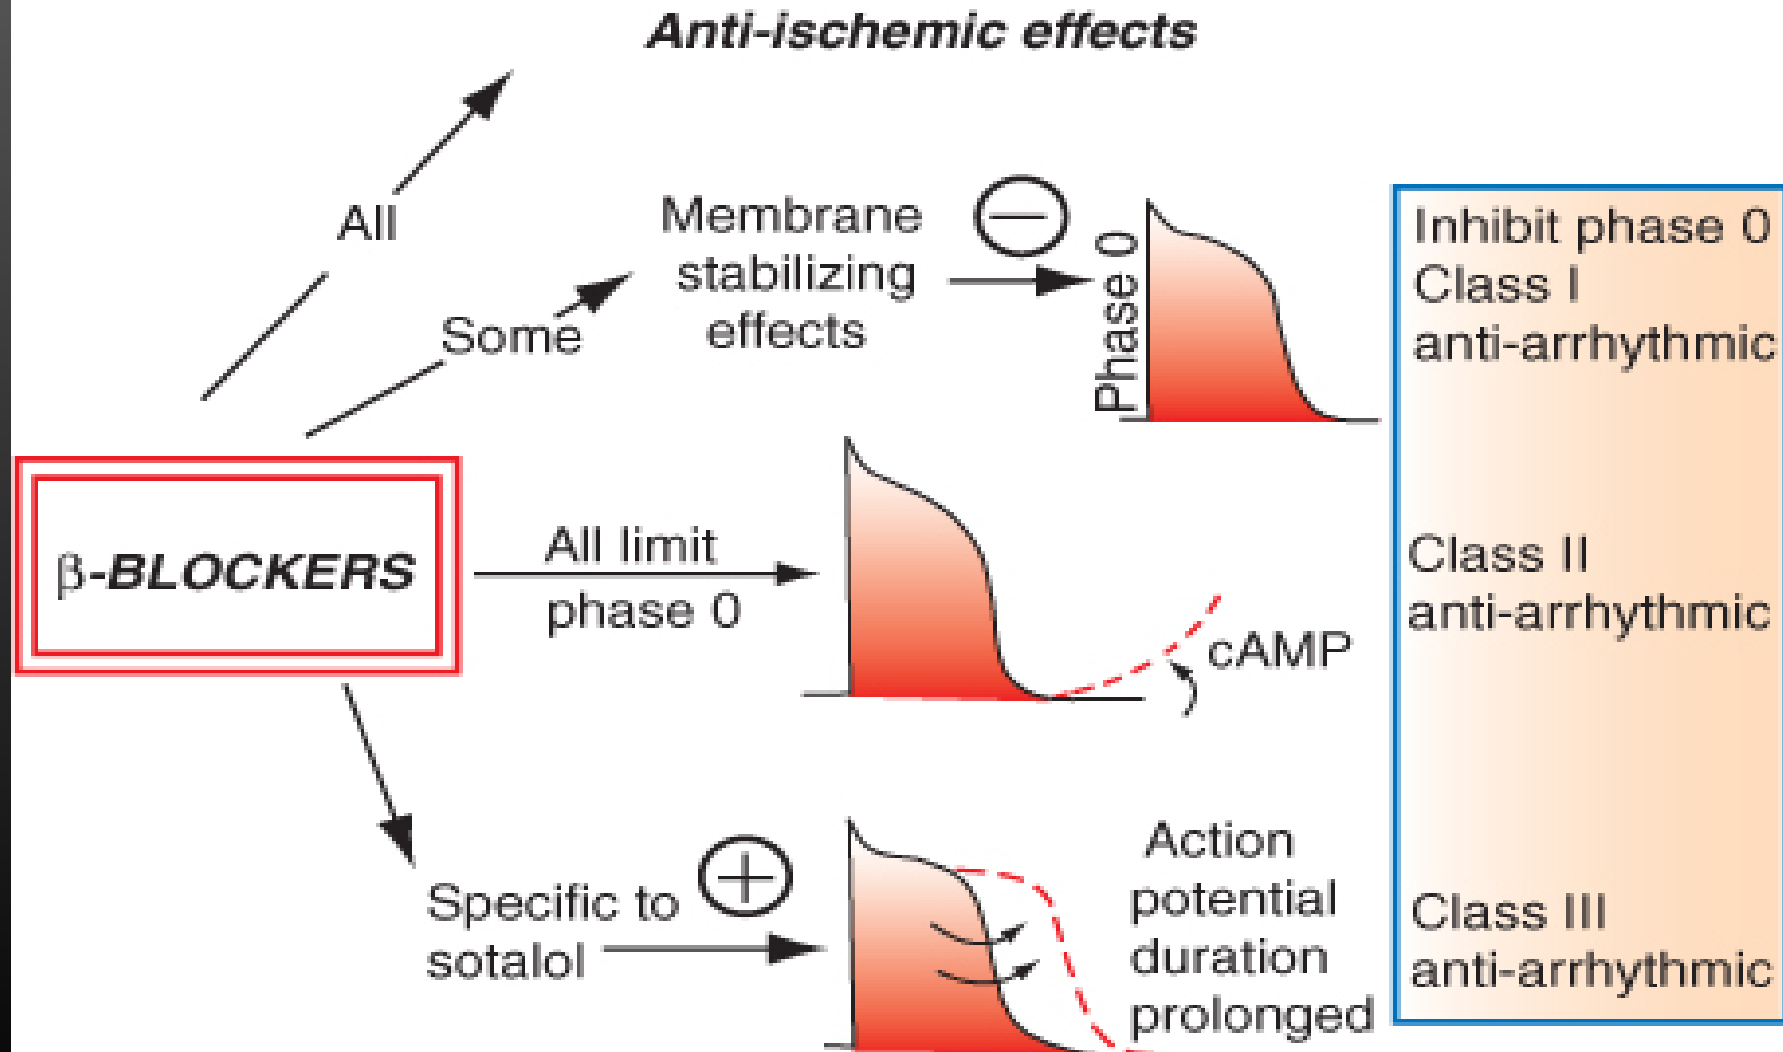 Anti-ischemic effects
All
Some
Membrane
stabilizing
effects
Phase 0
Inhibit phase 0
Class I
anti-arrhythmic
β-BLOCKERS
All limit
phase 0
cAMP
Class II
anti-arrhythmic
Specific to
sotalol
Action
potential
duration
prolonged
Class III
anti-arrhythmic